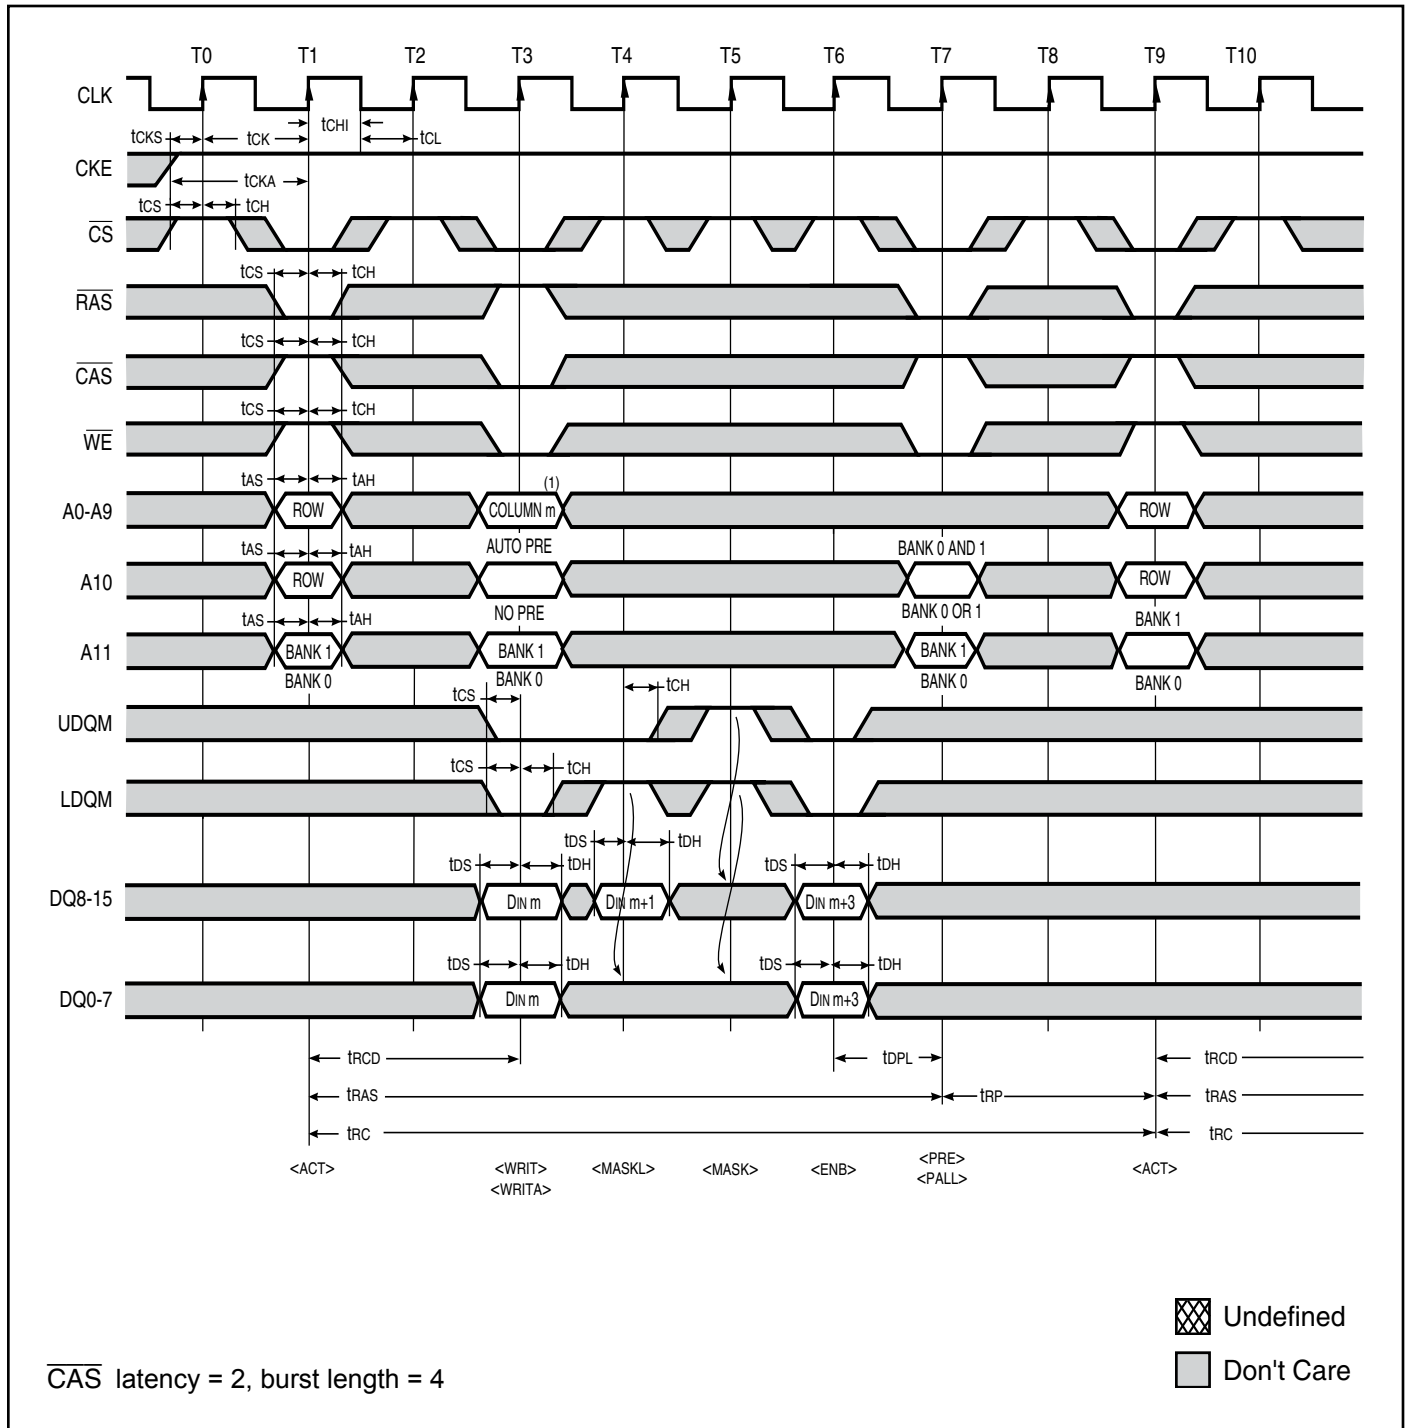 T0 T1 T2 T3 T4 T5 T6 T7 T8 T9 T10
CLK
tCHI
tCKS tCK tCL
CKE
tCKA
tCS tCH
CS
tCS tCH
RAS
tCS tCH
CAS
tCS tCH
WE
tAS tAH
(1)
A0-A9 ROW COLUMN m ROW
tAS tAH AUTO PRE BANK 0 AND 1
A10 ROW ROW
NO PRE BANK 0 OR 1
tAS tAH BANK 1
A11 BANK 1 BANK 1 BANK 1
BANK 0 BANK 0 BANK 0 BANK 0
tCS tCH
UDQM
tCS tCH
LDQM
tDS tDH
tDS tDH tDS tDH
DQ8-15 DIN m DIN m+1 DIN m+3
tDS tDH tDS tDH
DQ0-7 DIN m DIN m+3
tRCD tDPL tRCD
tRAS tRP tRAS
tRC tRC
<ACT> <WRIT> <MASKL> <MASK> <ENB> <PRE> <ACT>
<WRITA> <PALL>
Undefined
Don't Care
CAS latency = 2, burst length = 4